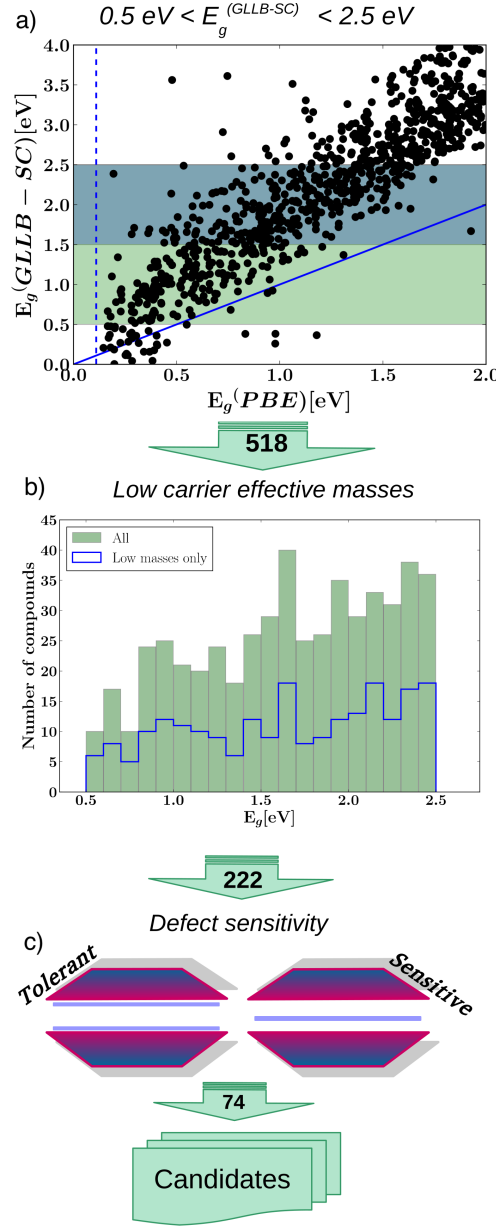 a)
0.5 eV < E_g^(GLLB-SC) < 2.5 eV
4.0
3.5
3.0
2.5
2.0
1.5
1.0
0.5
0.0
E_g(GLLB−SC)[eV]
0.0 0.5 1.0 1.5 2.0
E_g(PBE)[eV]
518
b)
Low carrier effective masses
45
40
35
30
25
20
15
10
5
0
Number of compounds
All
Low masses only
0.5 1.0 1.5 2.0 2.5
E_g[eV]
222
Defect sensitivity
c)
Tolerant
Sensitive
74
Candidates